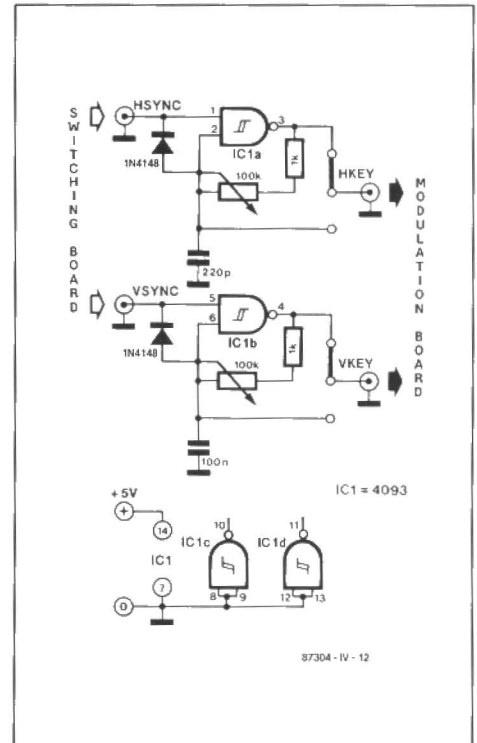 SWITCHING BOARD
HSYNC
1
2
3
IC1a
1N4148
100k
1k
HKEY
220p
MODULATION BOARD
VSYNC
5
6
4
IC1b
1N4148
100k
1k
VKEY
100n
IC1 = 4093
+5V
14
IC1
7
0
10
IC1c
8
9
11
IC1d
12
13
87304 - IV - 12